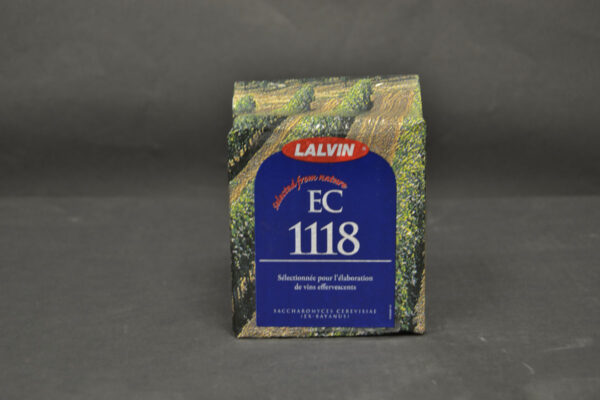 LALVIN
Selected from nature
EC
1118
Sélectionnée pour l'élaboration
de vins effervescents
SACCHAROMYCES CEREVISIAE
(EX-BAYANUS)